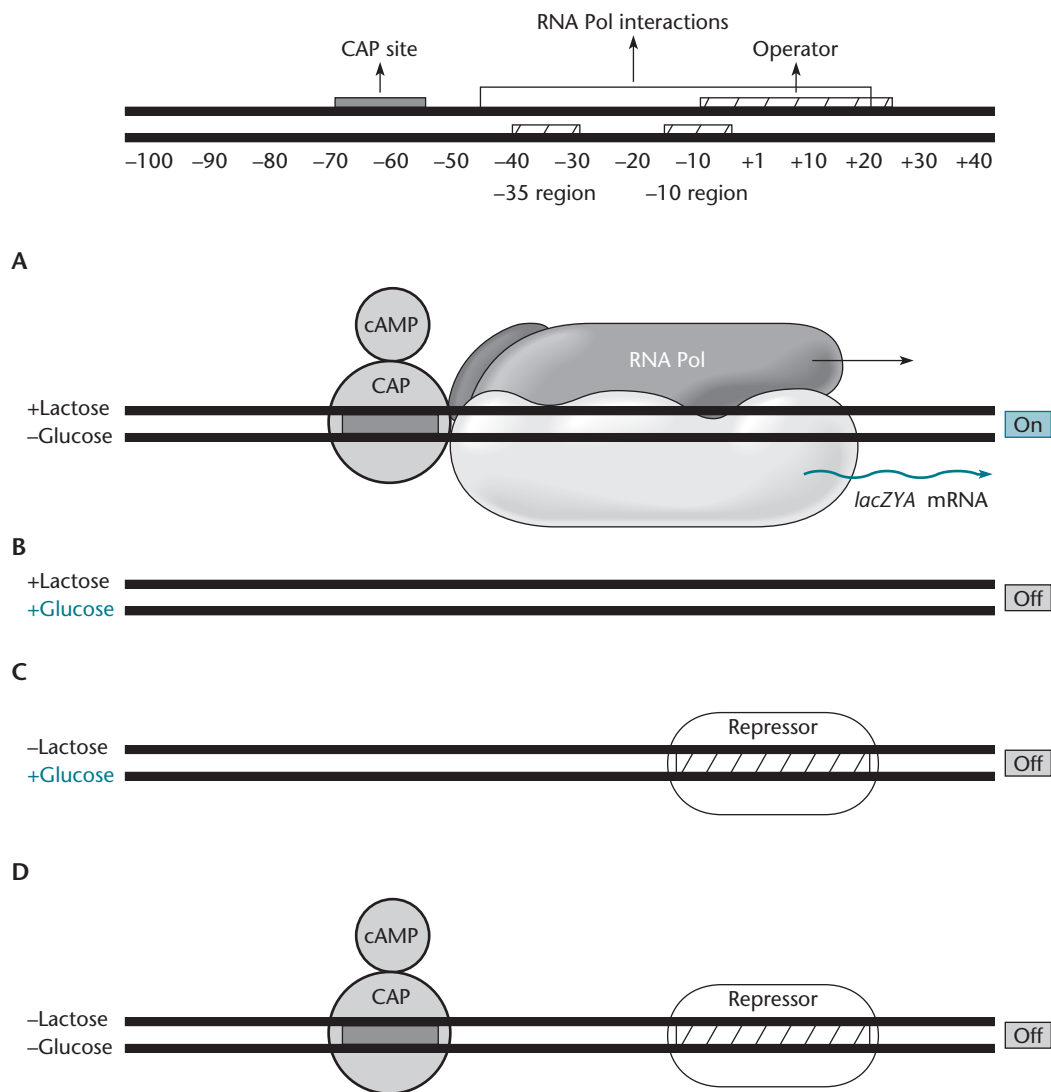 RNA Pol interactions
CAP site
Operator
–100 –90 –80 –70 –60 –50 –40 –30 –20 –10 +1 +10 +20 +30 +40
–35 region –10 region
A
cAMP
RNA Pol
CAP
+Lactose
–Glucose
On
lacZYA mRNA
B
+Lactose
+Glucose
Off
C
Repressor
–Lactose
+Glucose
Off
D
cAMP
CAP
Repressor
–Lactose
–Glucose
Off